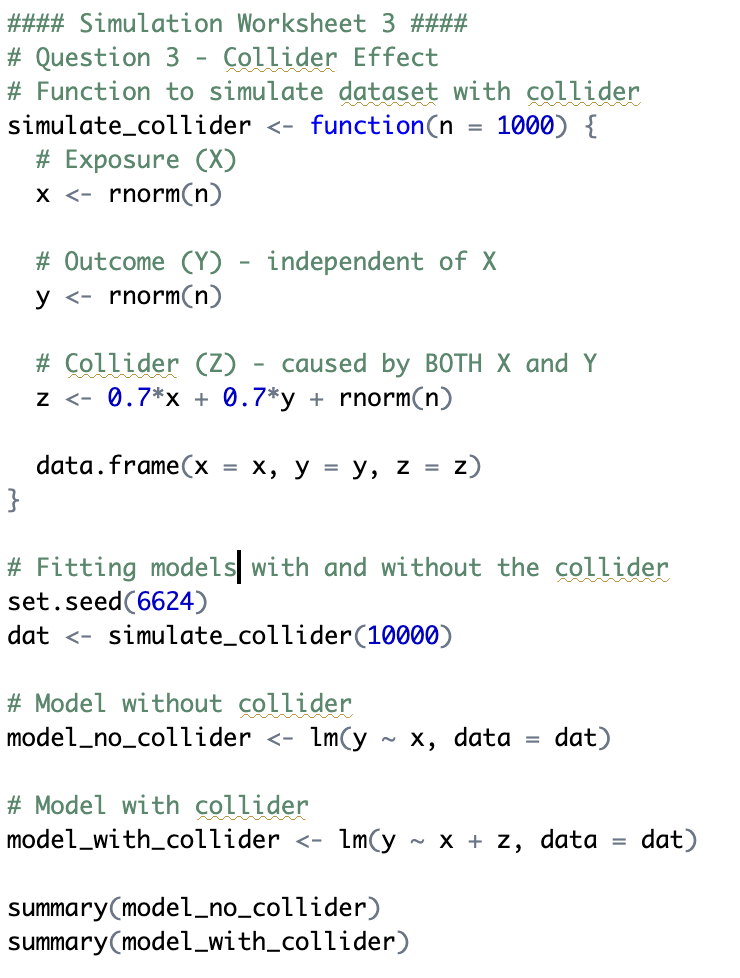 #### Simulation Worksheet 3 ####
# Question 3 - Collider Effect
# Function to simulate dataset with collider
simulate_collider <- function(n = 1000) {
# Exposure (X)
x <- rnorm(n)
# Outcome (Y) - independent of X
y <- rnorm(n)
# Collider (Z) - caused by BOTH X and Y
z <- 0.7*x + 0.7*y + rnorm(n)
data.frame(x = x, y = y, z = z)
}
# Fitting models with and without the collider
set.seed(6624)
dat <- simulate_collider(10000)
# Model without collider
model_no_collider <- lm(y ~ x, data = dat)
# Model with collider
model_with_collider <- lm(y ~ x + z, data = dat)
summary(model_no_collider)
summary(model_with_collider)